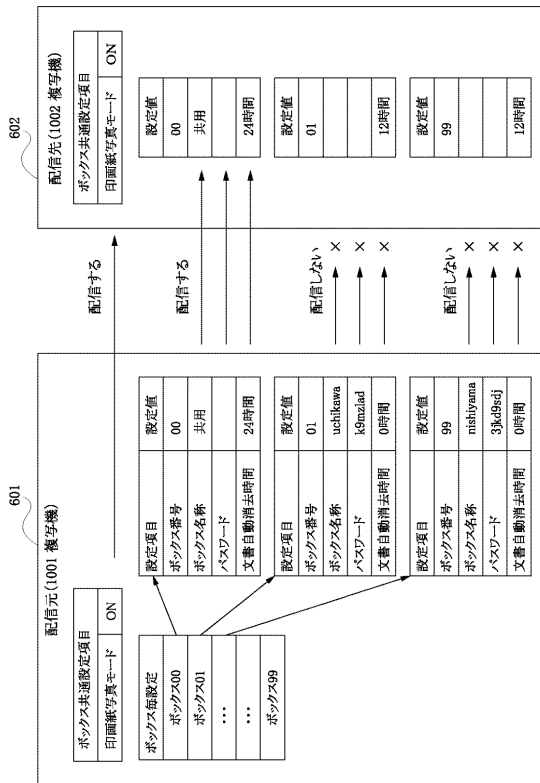 601
配信元(1001 複写機)
ボックス共通設定項目
印画紙写真モード ON
ボックス毎設定
ボックス00
ボックス01
・・・
・・・
ボックス99
設定項目 設定値
ボックス番号 00
ボックス名称 共用
パスワード
文書自動消去時間 24時間
設定項目 設定値
ボックス番号 01
ボックス名称 uchikawa
パスワード k9mzlad
文書自動消去時間 0時間
設定項目 設定値
ボックス番号 99
ボックス名称 nishiyama
パスワード 3jkd9sdj
文書自動消去時間 0時間
配信する
配信する
配信しない
× × ×
配信しない
× × ×
602
配信先(1002 複写機)
ボックス共通設定項目
印画紙写真モード ON
設定値
00
共用
24時間
設定値
01
12時間
設定値
99
12時間